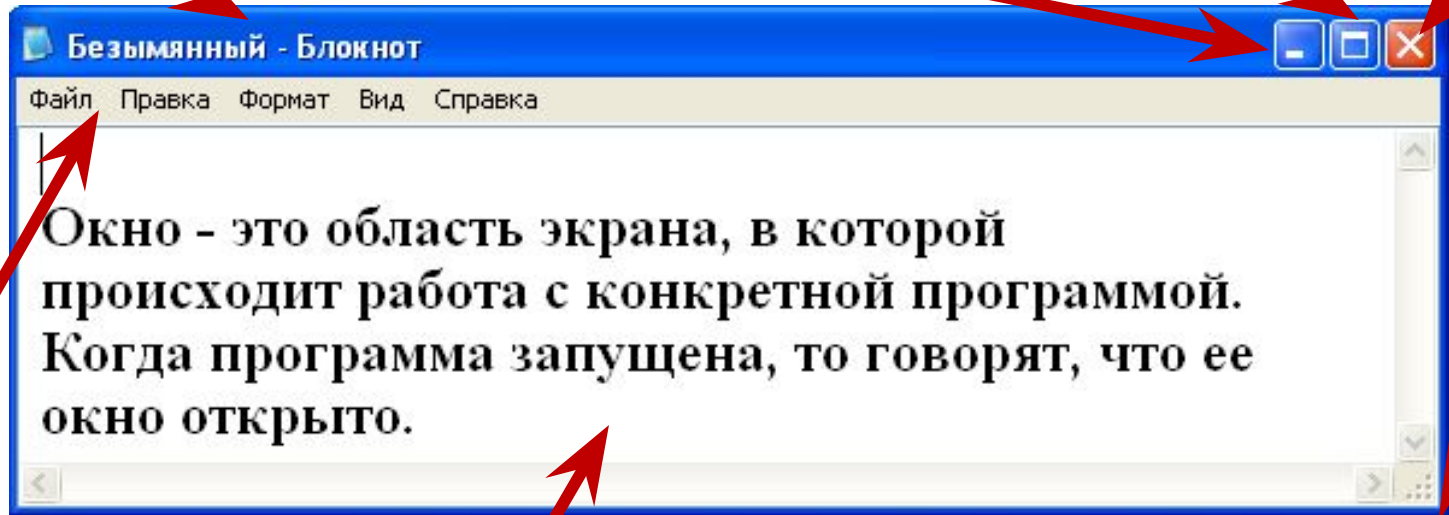 Безымянный - Блокнот
Файл Правка Формат Вид Справка
Окно - это область экрана, в которой
происходит работа с конкретной программой.
Когда программа запущена, то говорят, что ее
окно открыто.